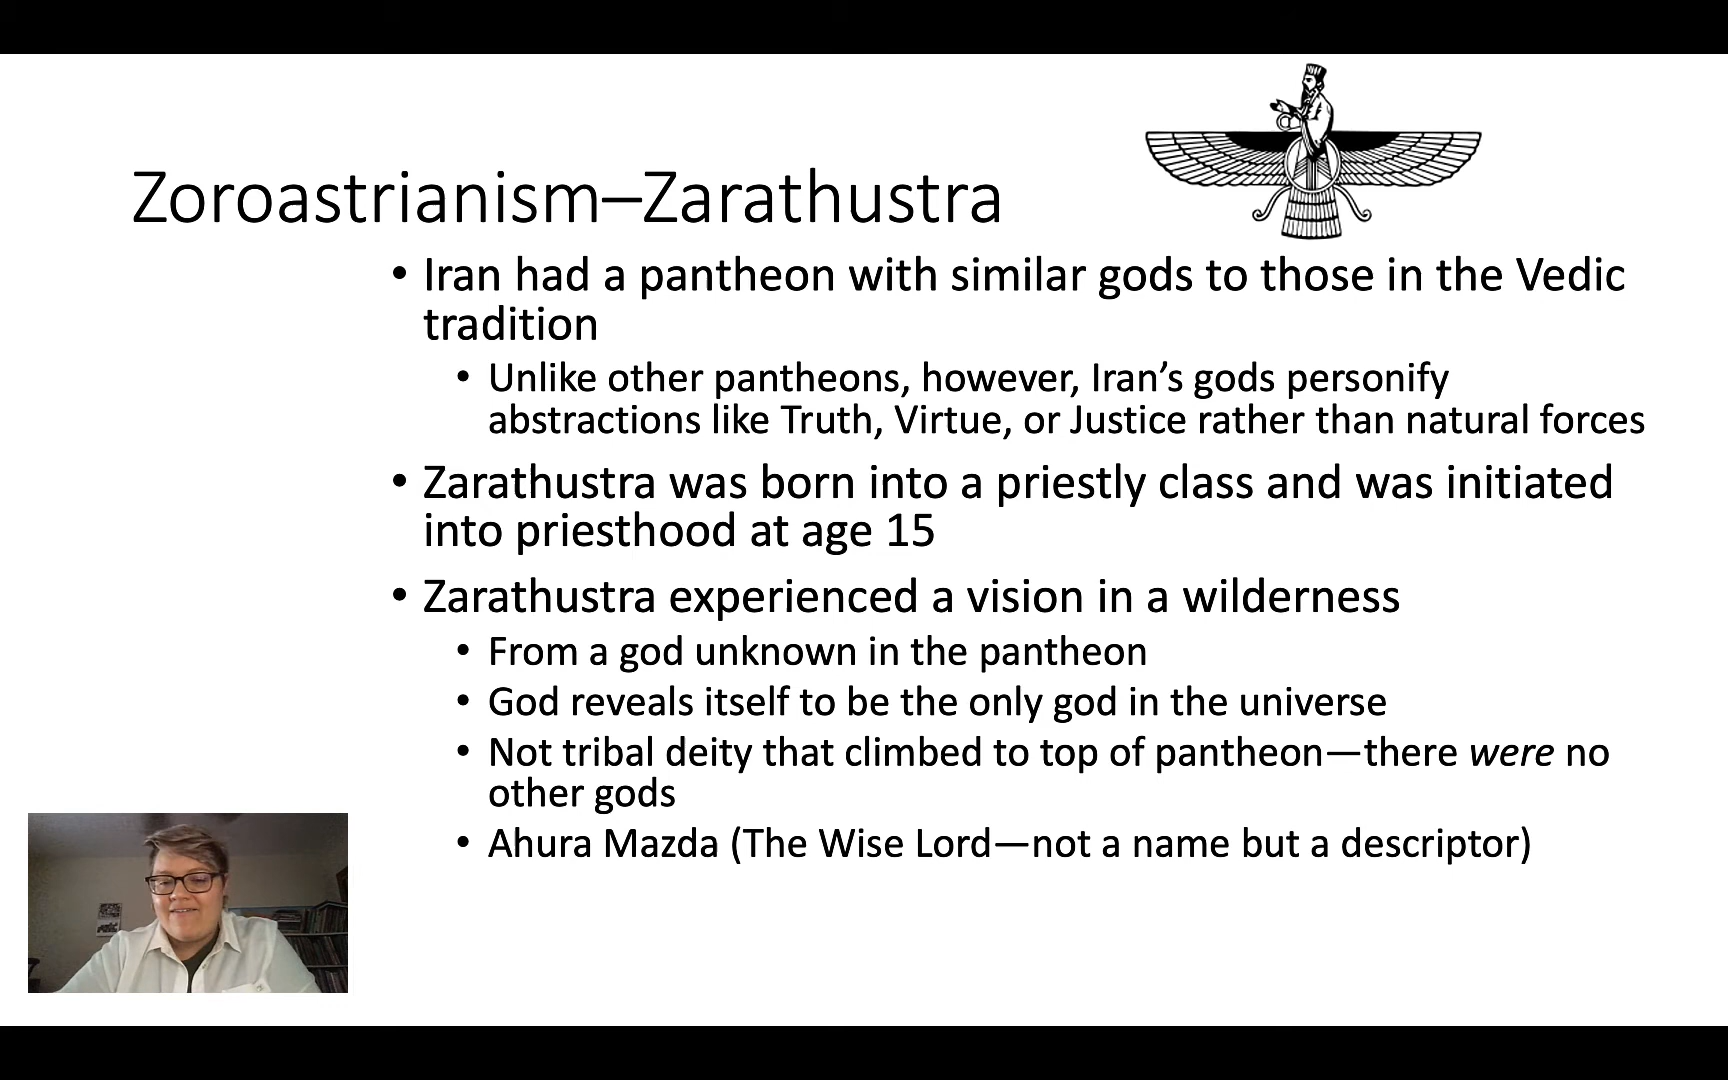 Zoroastrianism–Zarathustra
• Iran had a pantheon with similar gods to those in the Vedic
tradition
• Unlike other pantheons, however, Iran’s gods personify
abstractions like Truth, Virtue, or Justice rather than natural forces
• Zarathustra was born into a priestly class and was initiated
into priesthood at age 15
• Zarathustra experienced a vision in a wilderness
• From a god unknown in the pantheon
• God reveals itself to be the only god in the universe
• Not tribal deity that climbed to top of pantheon—there were no
other gods
• Ahura Mazda (The Wise Lord—not a name but a descriptor)